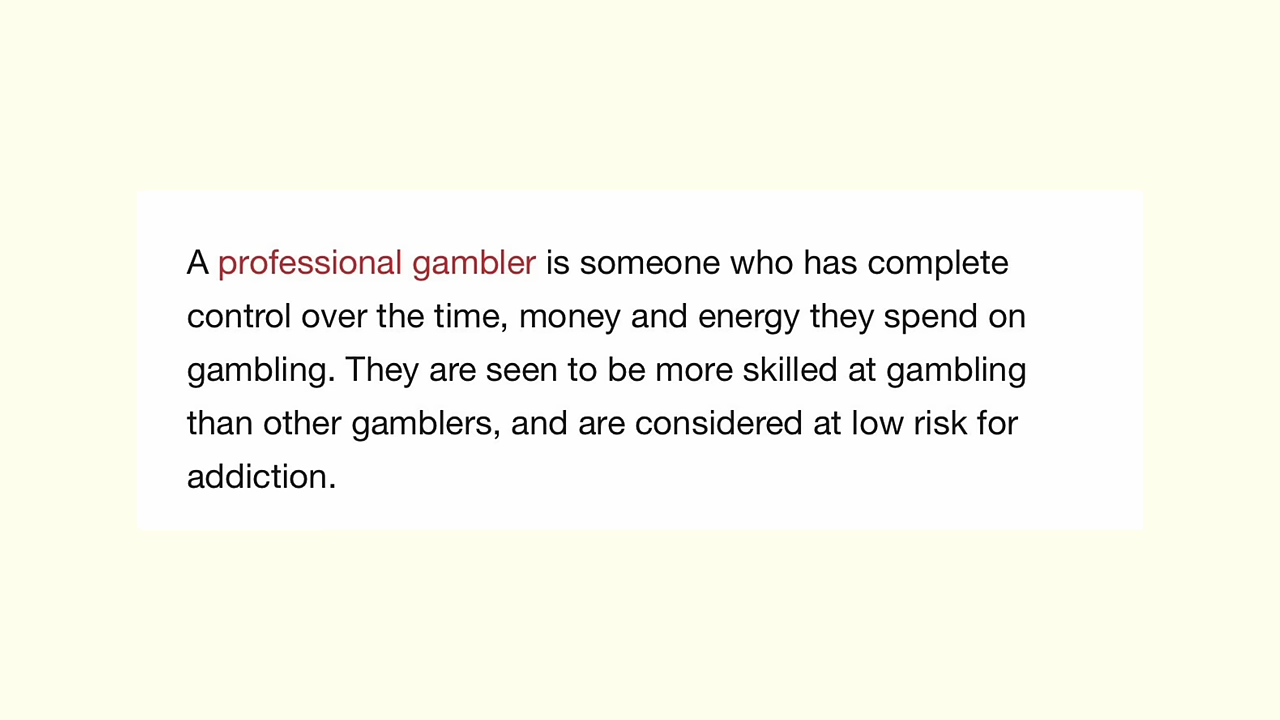 A professional gambler is someone who has complete
control over the time, money and energy they spend on
gambling. They are seen to be more skilled at gambling
than other gamblers, and are considered at low risk for
addiction.